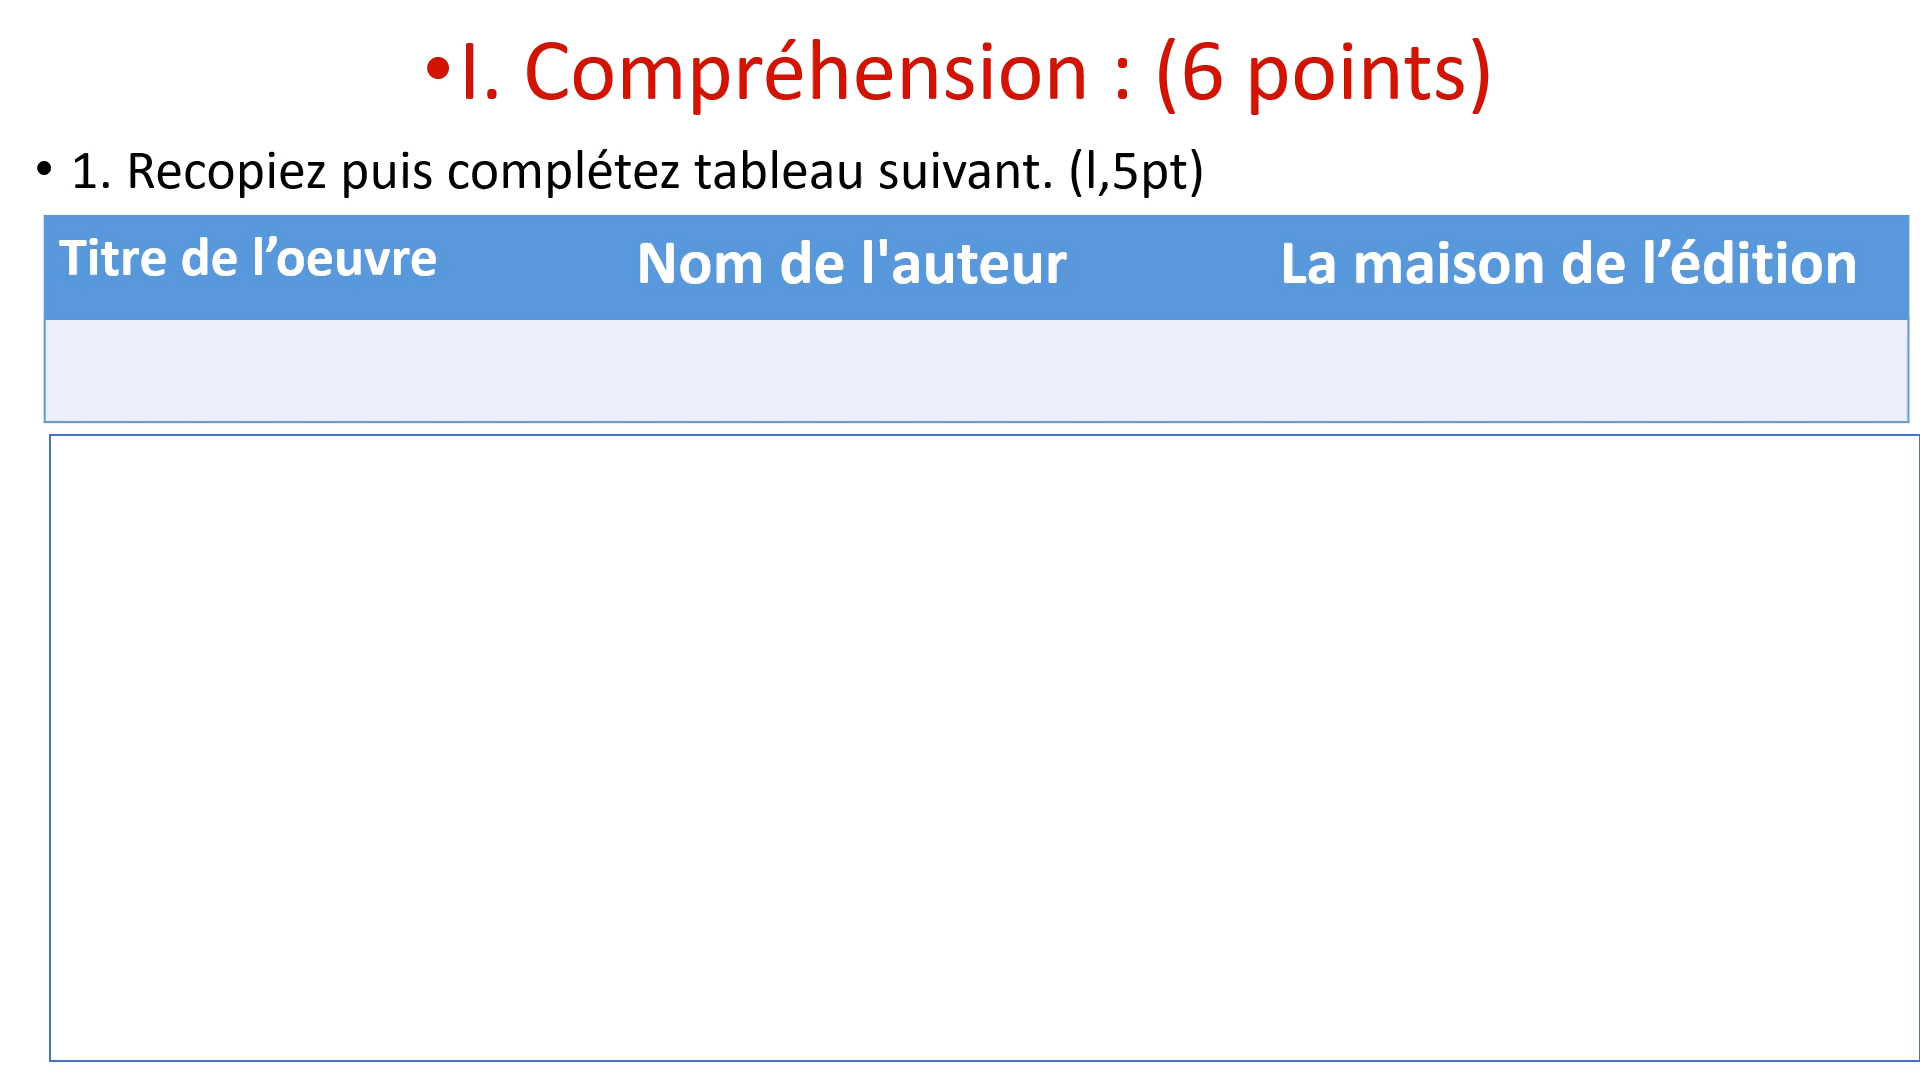 •I. Compréhension : (6 points)
• 1. Recopiez puis complétez tableau suivant. (l,5pt)
Titre de l’oeuvre Nom de l'auteur La maison de l’édition